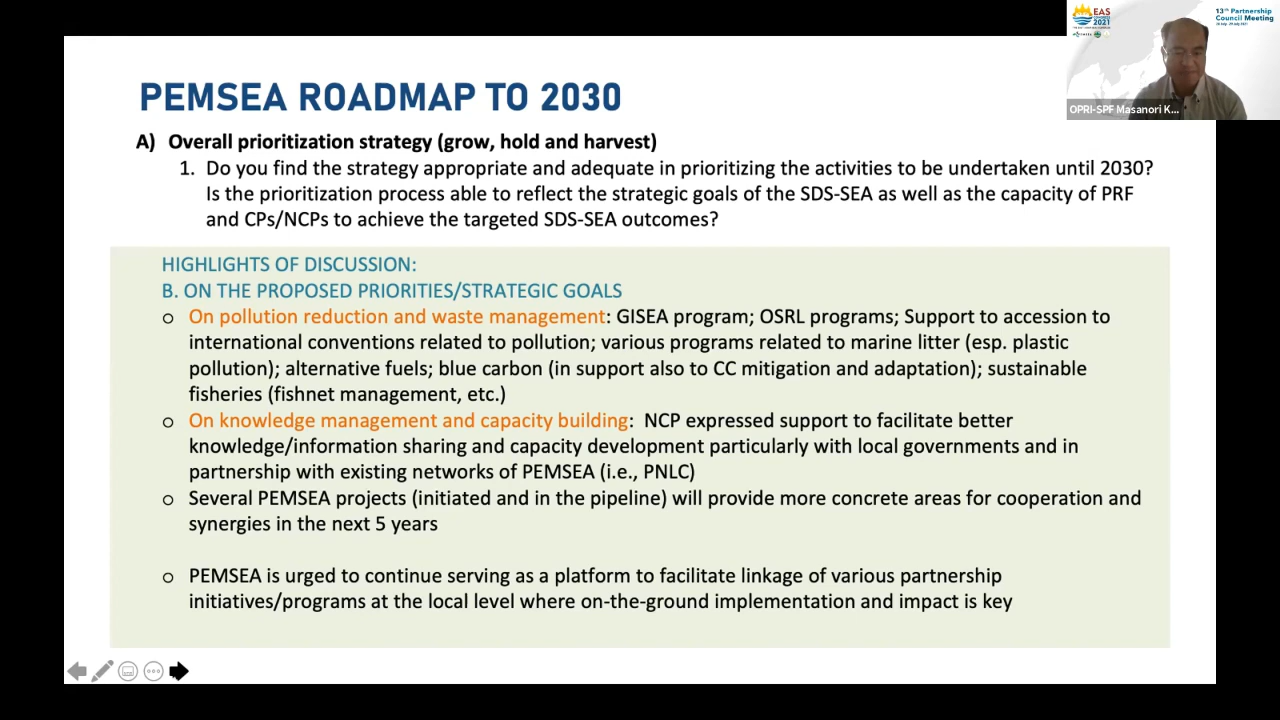 EAS
CONGRESS
2021
13th Partnership
Council Meeting
OPRI-SPF Masanori K...
PEMSEA ROADMAP TO 2030
A) Overall prioritization strategy (grow, hold and harvest)
1. Do you find the strategy appropriate and adequate in prioritizing the activities to be undertaken until 2030?
Is the prioritization process able to reflect the strategic goals of the SDS-SEA as well as the capacity of PRF
and CPs/NCPs to achieve the targeted SDS-SEA outcomes?
HIGHLIGHTS OF DISCUSSION:
B. ON THE PROPOSED PRIORITIES/STRATEGIC GOALS
o On pollution reduction and waste management: GISEA program; OSRL programs; Support to accession to
international conventions related to pollution; various programs related to marine litter (esp. plastic
pollution); alternative fuels; blue carbon (in support also to CC mitigation and adaptation); sustainable
fisheries (fishnet management, etc.)
o On knowledge management and capacity building: NCP expressed support to facilitate better
knowledge/information sharing and capacity development particularly with local governments and in
partnership with existing networks of PEMSEA (i.e., PNLC)
o Several PEMSEA projects (initiated and in the pipeline) will provide more concrete areas for cooperation and
synergies in the next 5 years
o PEMSEA is urged to continue serving as a platform to facilitate linkage of various partnership
initiatives/programs at the local level where on-the-ground implementation and impact is key